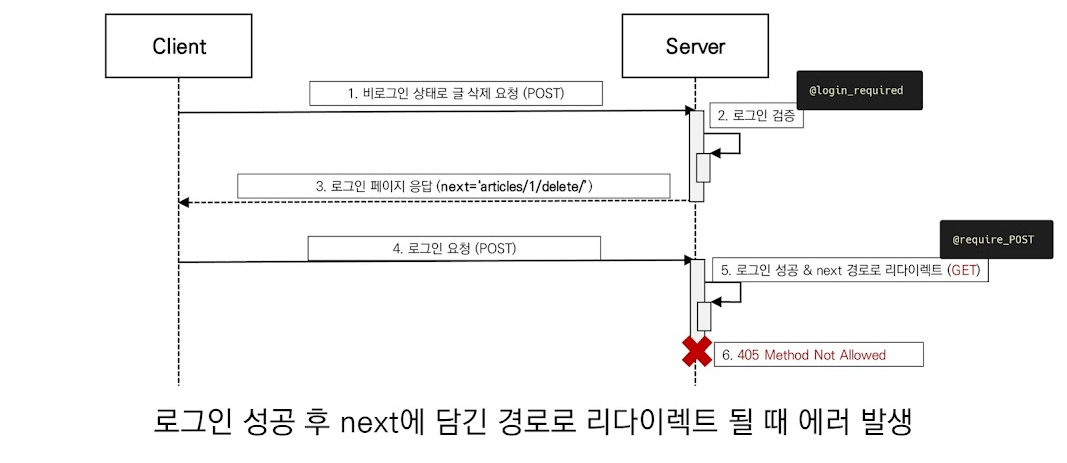 Client
Server
1. 비로그인 상태로 글 삭제 요청 (POST)
@login_required
2. 로그인 검증
3. 로그인 페이지 응답 (next='articles/1/delete/')
4. 로그인 요청 (POST)
@require_POST
5. 로그인 성공 & next 경로로 리다이렉트 (GET)
6. 405 Method Not Allowed
로그인 성공 후 next에 담긴 경로로 리다이렉트 될 때 에러 발생